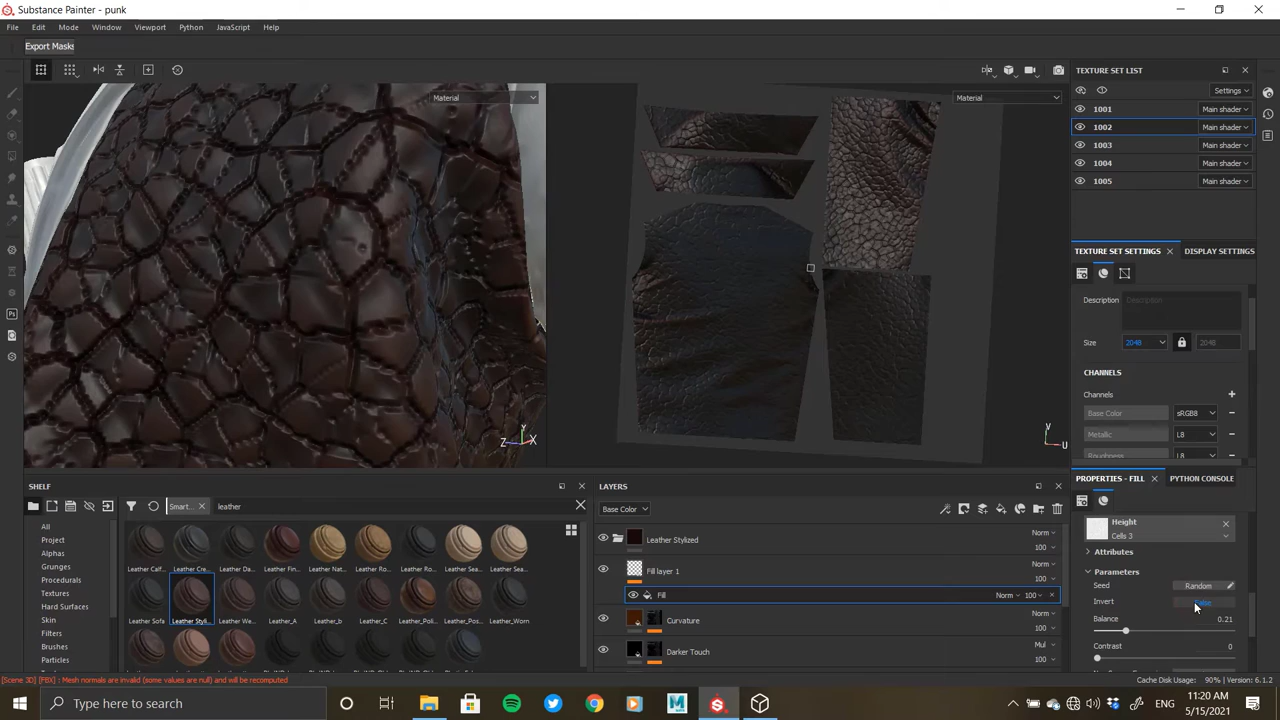 Substance Painter - punk
File Edit Mode Window Viewport Python JavaScript Help
Export Masks
Material
Material
TEXTURE SET LIST
Settings
1001 Main shader
1002 Main shader
1003 Main shader
1004 Main shader
1005 Main shader
TEXTURE SET SETTINGS DISPLAY SETTINGS
Description Description
Size 2048 2048
CHANNELS
Channels
Base Color sRGB8
Metallic L8
Roughness L8
Y
Z X
V
U
SHELF
Smart...
leather
All
Project
Alphas
Grunges
Procedurals
Textures
Hard Surfaces
Skin
Filters
Brushes
Particles
Leather Calf... Leather Cre... Leather Da... Leather Fin... Leather Nat... Leather Ro... Leather Ro... Leather Sea... Leather Sea...
Leather Sofa Leather Styli... Leather We... Leather_A Leather_b Leather_C Leather_Poli... Leather_Pos... Leather_Worn
LAYERS
Base Color
Leather Stylized Norm
100
Fill layer 1 Norm
100
Fill Norm 100
Curvature Norm
100
Darker Touch Mul
100
PROPERTIES - FILL PYTHON CONSOLE
Height
Cells 3
Attributes
Parameters
Seed Random
Invert False
Balance 0.21
Contrast 0
[Scene 3D] [FBX] : Mesh normals are invalid (some values are null) and will be recomputed
Cache Disk Usage: 90% | Version: 6.1.2
Type here to search
Ps
M
ENG
11:20 AM
5/15/2021